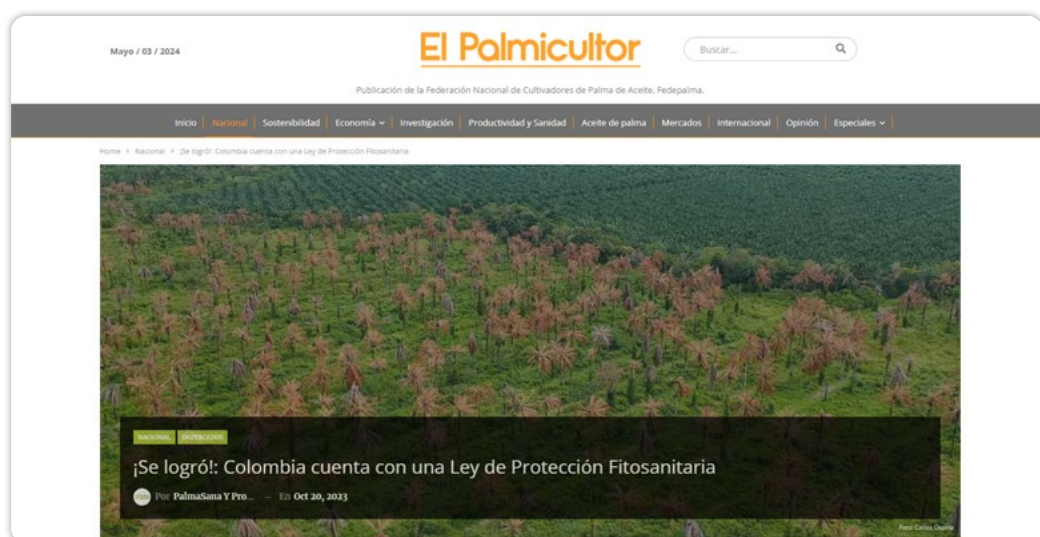 Mayo / 03 / 2024
El Palmicultor
Buscar...
Publicación de la Federación Nacional de Cultivadores de Palma de Aceite, Fedepalma.
Inicio | Nacional | Sostenibilidad | Economía | Investigación | Productividad y Sanidad | Aceite de palma | Mercados | Internacional | Opinión | Especiales
Home > Nacional > ¡Se logró!: Colombia cuenta con una Ley de Protección Fitosanitaria
NACIONAL DESTACADOS
¡Se logró!: Colombia cuenta con una Ley de Protección Fitosanitaria
Por PalmaSana Y Pro... – En Oct 20, 2023
Foto: Carlos Ospina